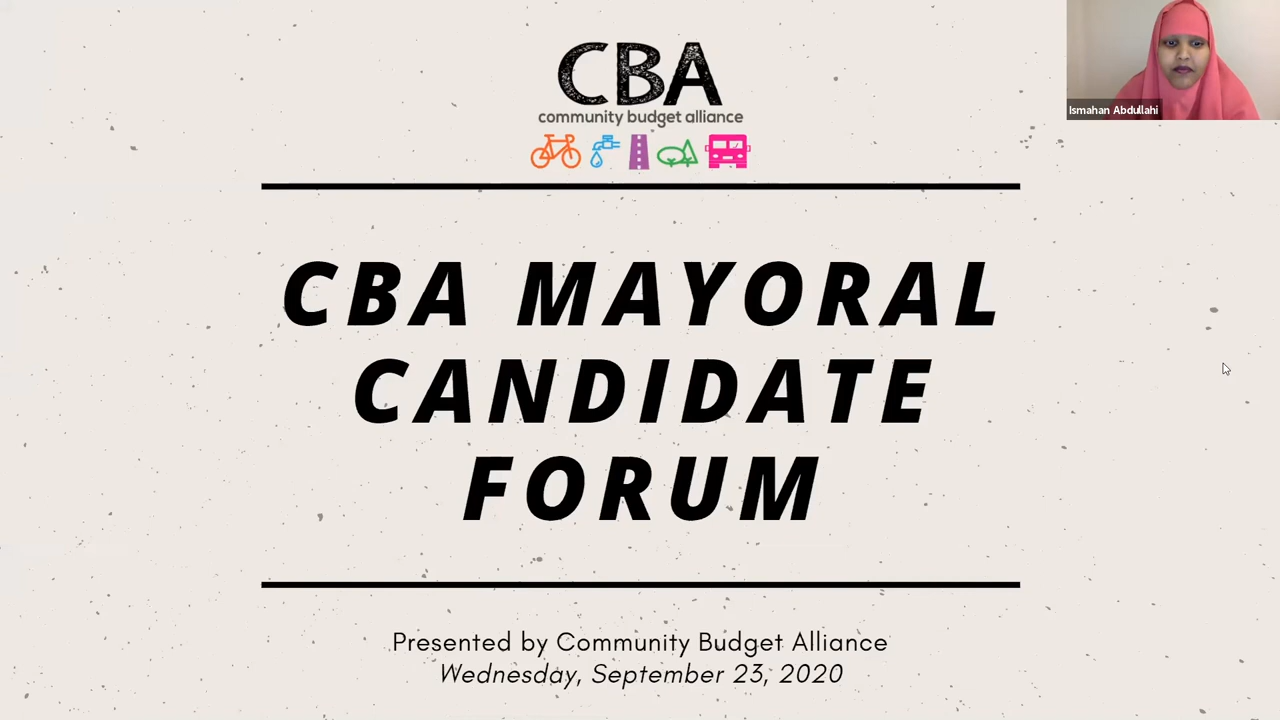 CBA
community budget alliance
Ismahan Abdullahi
CBA MAYORAL
CANDIDATE
FORUM
Presented by Community Budget Alliance
Wednesday, September 23, 2020